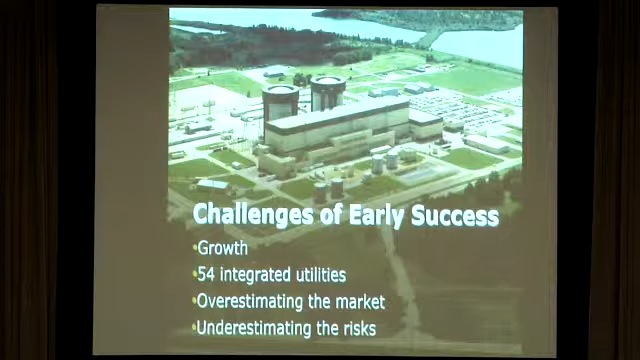 Challenges of Early Success
•Growth
•54 integrated utilities
•Overestimating the market
•Underestimating the risks